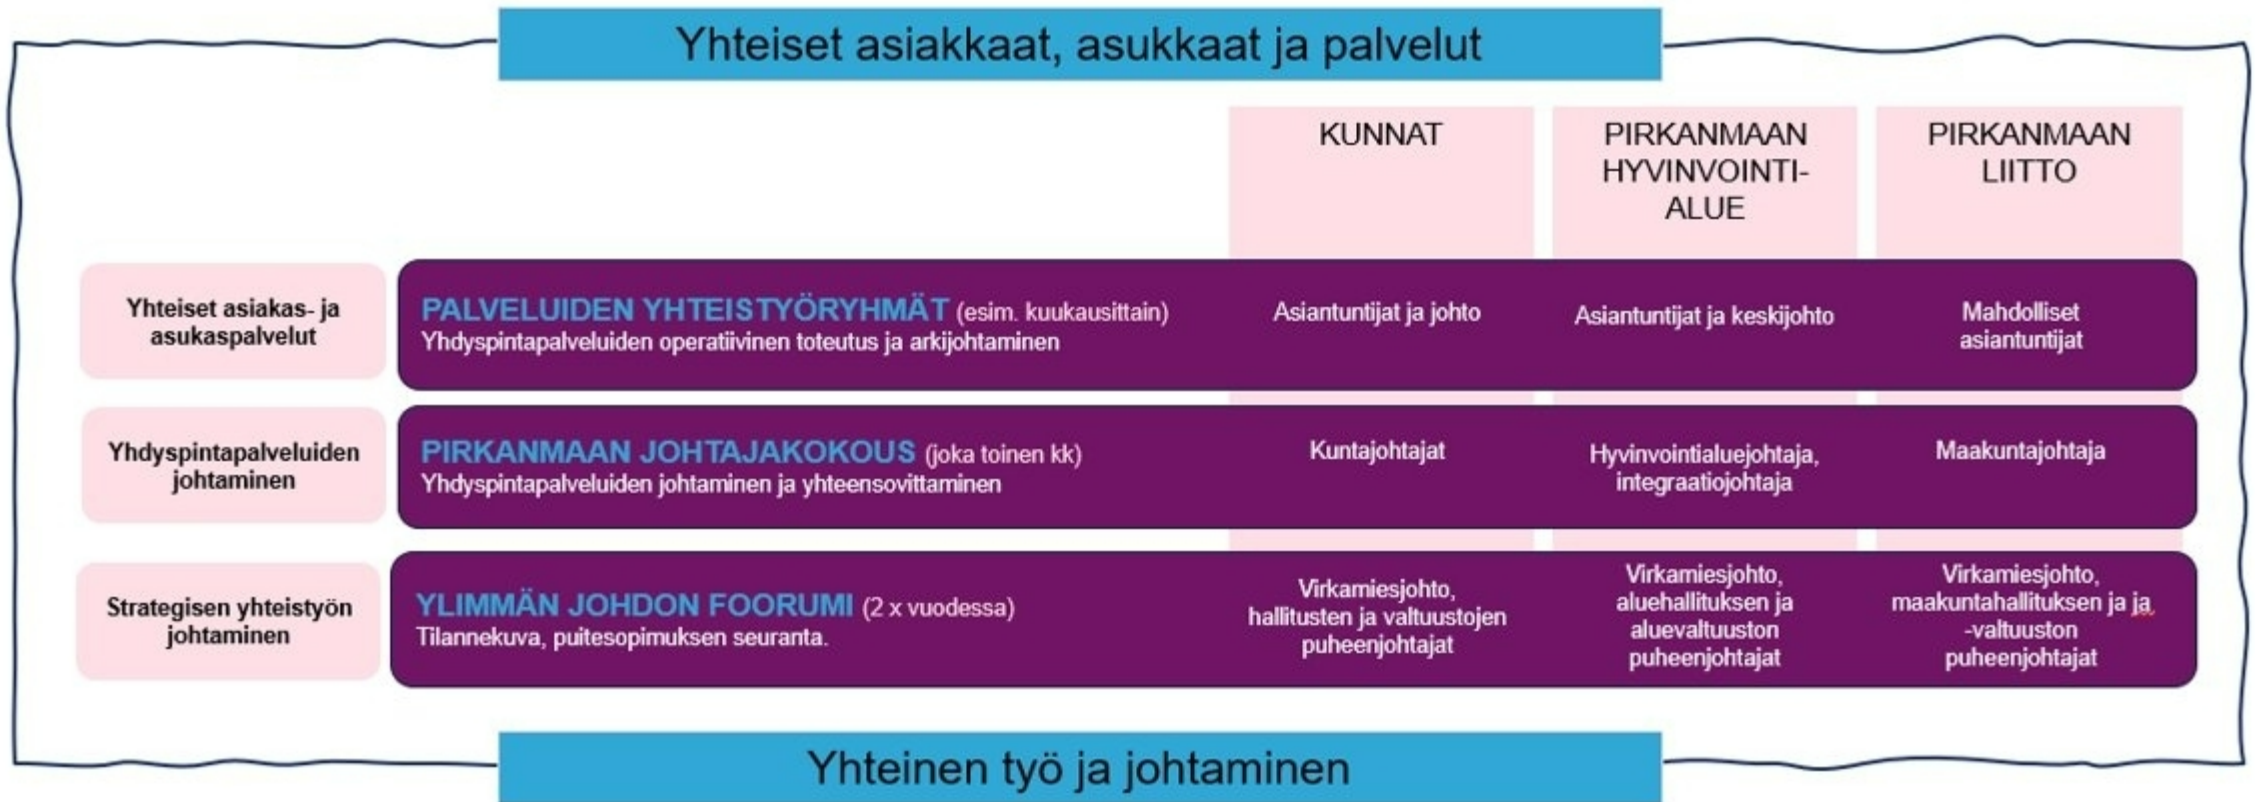 Yhteiset asiakkaat, asukkaat ja palvelut
KUNNAT
PIRKANMAAN
HYVINVOINTI-
ALUE
PIRKANMAAN
LIITTO
Yhteiset asiakas- ja
asukaspalvelut
PALVELUIDEN YHTEISTYÖRYHMÄT (esim. kuukausittain)
Yhdyspintapalveluiden operatiivinen toteutus ja arkijohtaminen
Asiantuntijat ja johto
Asiantuntijat ja keskijohto
Mahdolliset
asiantuntijat
Yhdyspintapalveluiden
johtaminen
PIRKANMAAN JOHTAJAKOKOUS (joka toinen kk)
Yhdyspintapalveluiden johtaminen ja yhteensovittaminen
Kuntajohtajat
Hyvinvointialuejohtaja,
integraatiojohtaja
Maakuntajohtaja
Strategisen yhteistyön
johtaminen
YLIMMÄN JOHDON FOORUMI (2 x vuodessa)
Tilannekuva, puitesopimuksen seuranta.
Virkamiesjohto,
hallitusten ja valtuustojen
puheenjohtajat
Virkamiesjohto,
aluehallituksen ja
aluevaltuuston
puheenjohtajat
Virkamiesjohto,
maakuntahallituksen ja ja
-valtuuston
puheenjohtajat
Yhteinen työ ja johtaminen